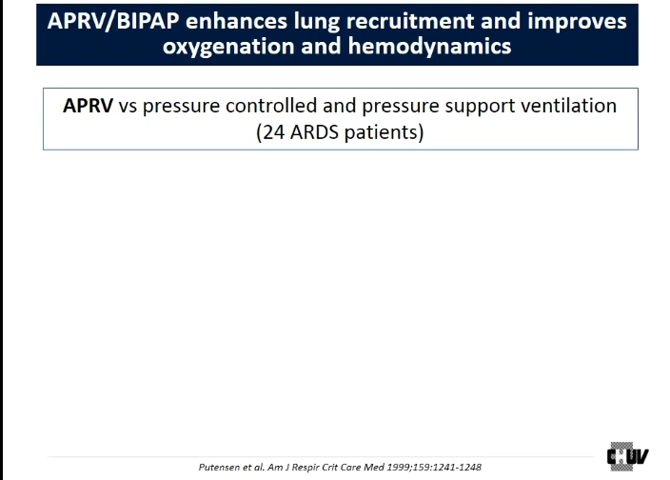 APRV/BIPAP enhances lung recruitment and improves
oxygenation and hemodynamics
APRV vs pressure controlled and pressure support ventilation
(24 ARDS patients)
Putensen et al. Am J Respir Crit Care Med 1999;159:1241-1248
CHUV